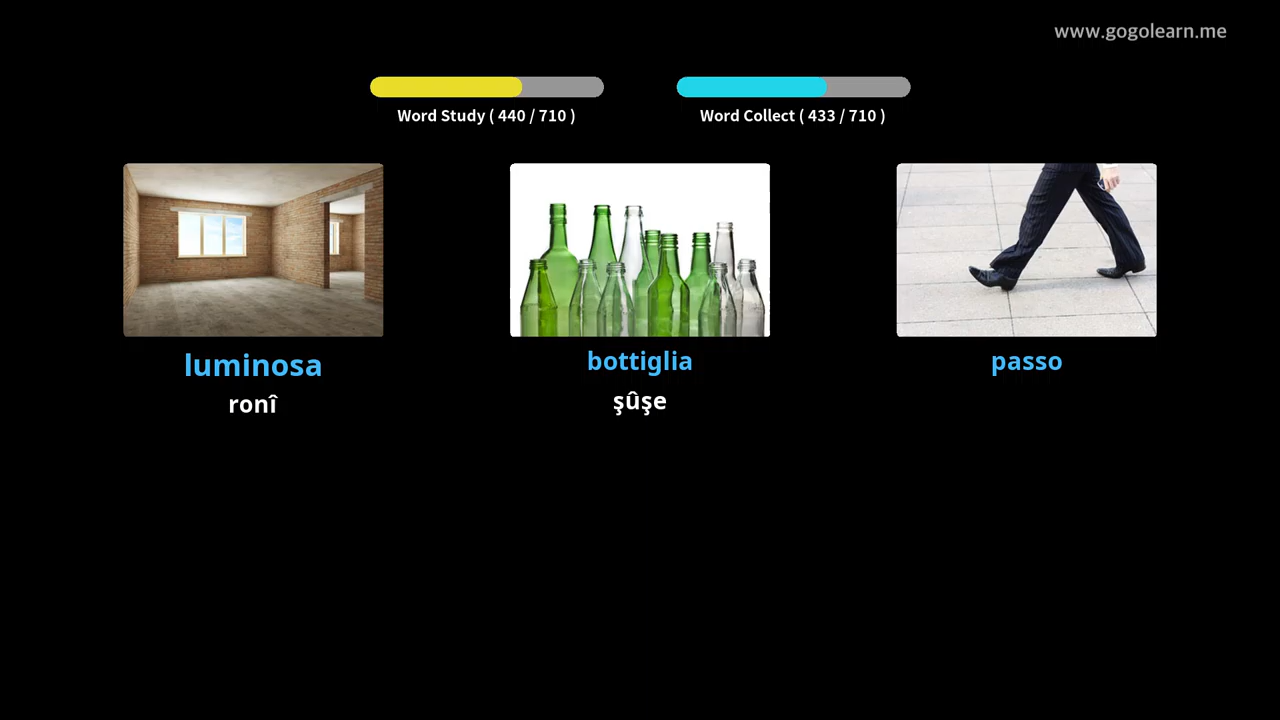 www.gogolearn.me
Word Study ( 440 / 710 )
Word Collect ( 433 / 710 )
luminosa
ronî
bottiglia
şûşe
passo